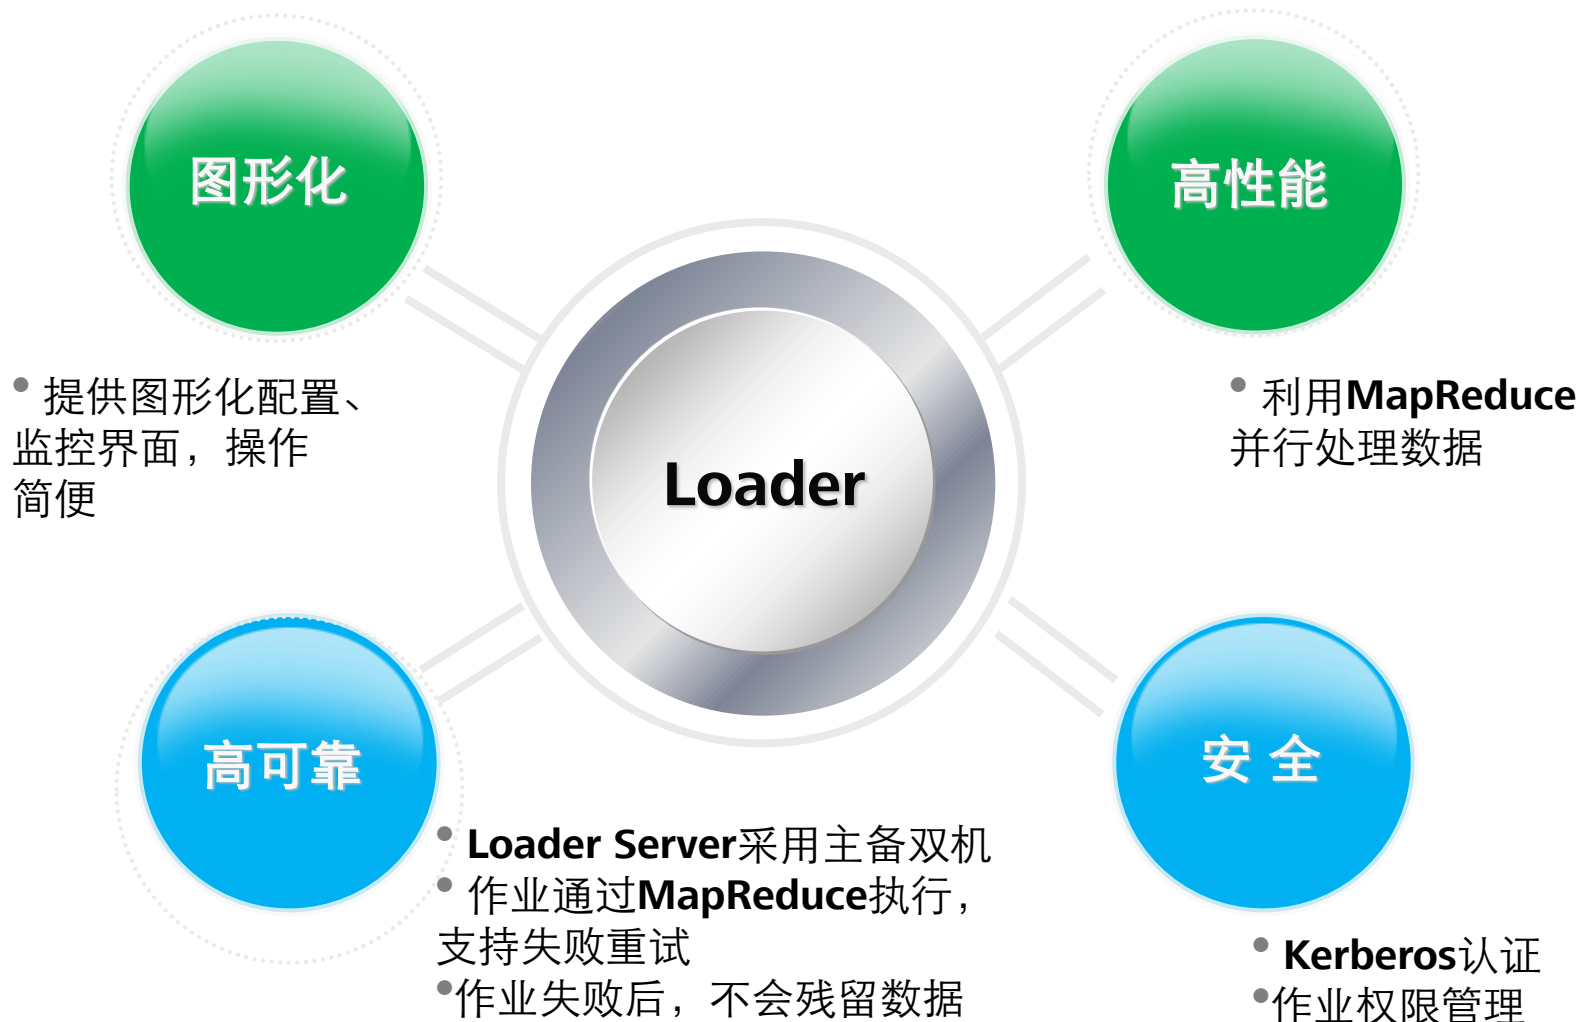 图形化
高性能
• 提供图形化配置、
监控界面，操作
简便
• 利用MapReduce
并行处理数据
Loader
高可靠
安 全
• Loader Server采用主备双机
• 作业通过MapReduce执行，
支持失败重试
•作业失败后，不会残留数据
• Kerberos认证
•作业权限管理